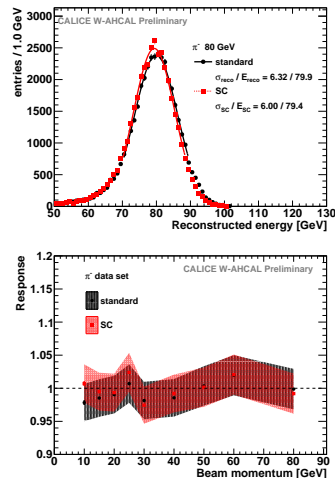 CALICE W-AHCAL Preliminary
entries / 1.0 GeV
3000
2500
2000
1500
1000
500
0
π⁻ 80 GeV
standard
σreco / Ereco = 6.32 / 79.9
SC
σSC / ESC = 6.00 / 79.4
50 60 70 80 90 100 110 120 130
Reconstructed energy [GeV]
Response
1.2
1.15
1.1
1.05
1
0.95
0.9
π⁻ data set
CALICE W-AHCAL Preliminary
standard
SC
0 10 20 30 40 50 60 70 80 90
Beam momentum [GeV]